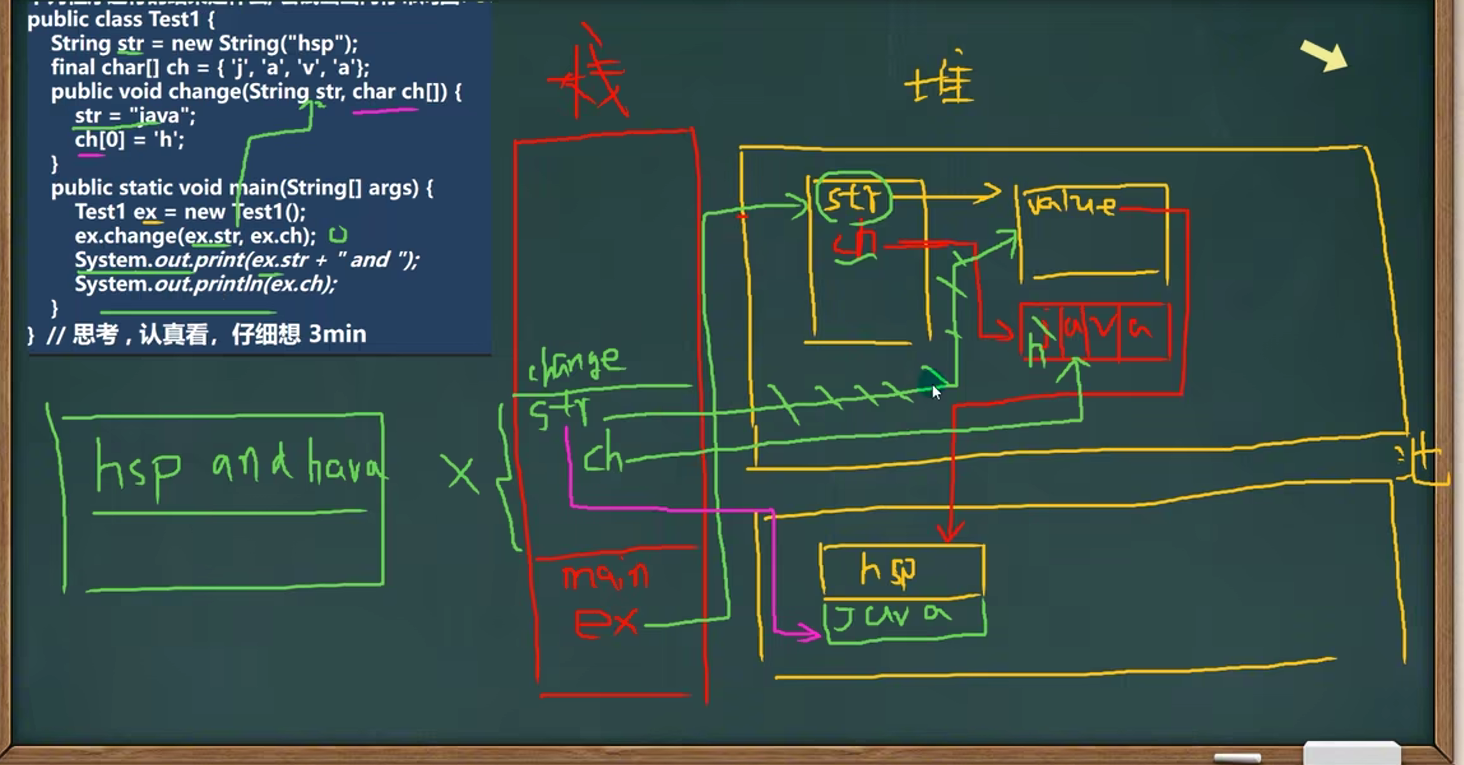 public class Test1 {
String str = new String("hsp");
final char[] ch = { 'j', 'a', 'v', 'a'};
public void change(String str, char ch[]) {
str = "java";
ch[0] = 'h';
}
public static void main(String[] args) {
Test1 ex = new Test1();
ex.change(ex.str, ex.ch);
System.out.print(ex.str + " and ");
System.out.println(ex.ch);
}
} // 思考，认真看，仔细想 3min
栈
堆
str
ch
value
j a v a
h
change
str
ch
hsp and hava
X
main
ex
hsp
java